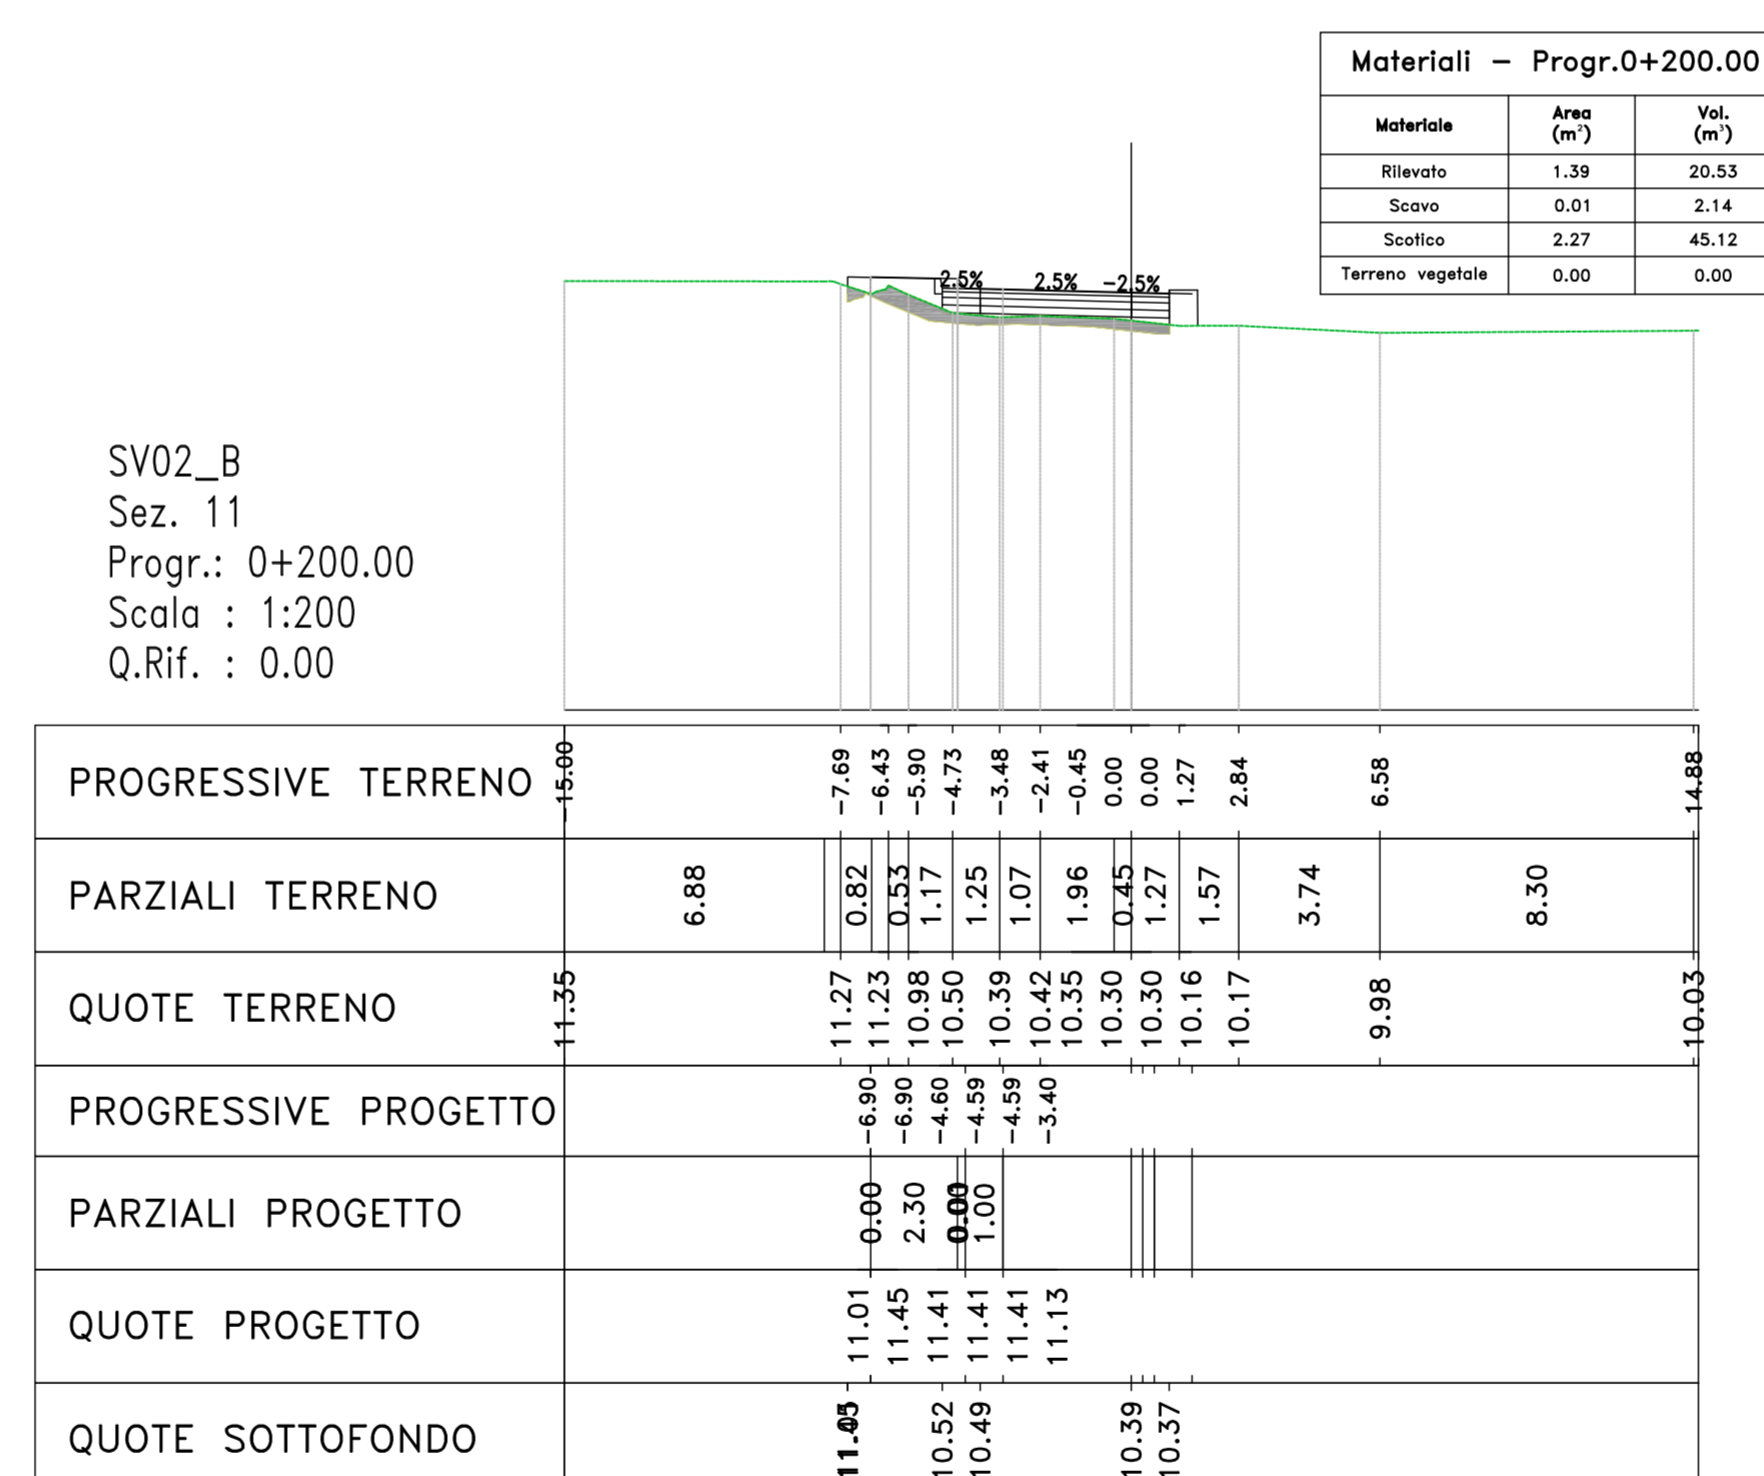 Materiali - Progr.0+200.00
Materiale Area (m²) Vol. (m³)
Rilevato 1.39 20.53
Scavo 0.01 2.14
Scotico 2.27 45.12
Terreno vegetale 0.00 0.00
2.5% 2.5% -2.5%
SV02_B
Sez. 11
Progr.: 0+200.00
Scala : 1:200
Q.Rif. : 0.00
PROGRESSIVE TERRENO -15.00 -7.69 -6.43 -5.90 -4.73 -3.48 -2.41 -0.45 0.00 0.00 1.27 2.84 6.58 14.88
PARZIALI TERRENO 6.88 0.82 0.53 1.17 1.25 1.07 1.96 0.45 1.27 1.57 3.74 8.30
QUOTE TERRENO 11.35 11.27 11.23 10.98 10.50 10.39 10.42 10.35 10.30 10.30 10.16 10.17 9.98 10.03
PROGRESSIVE PROGETTO -6.90 -6.90 -4.60 -4.59 -4.59 -3.40
PARZIALI PROGETTO 0.00 2.30 1.00
QUOTE PROGETTO 11.01 11.45 11.41 11.41 11.41 11.13
QUOTE SOTTOFONDO 10.52 10.49 10.39 10.37